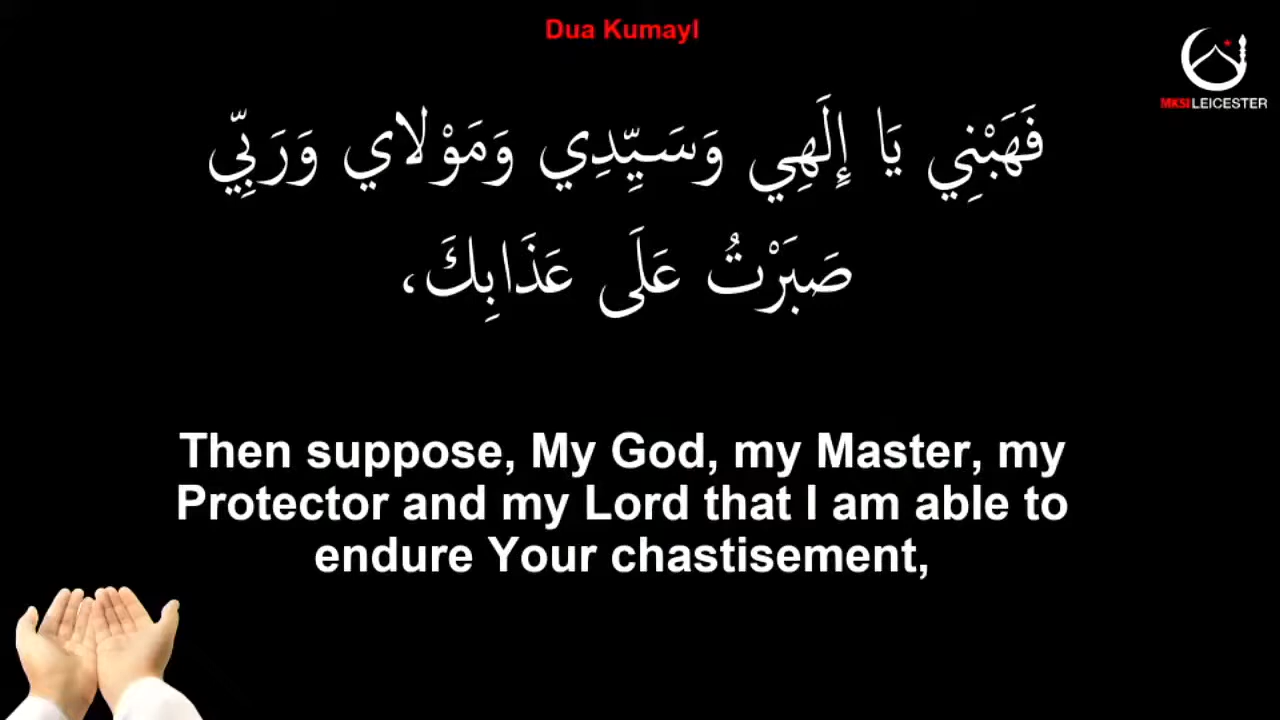 Dua Kumayl
MKSI LEICESTER
فَهَبْنِي يَا إِلَهِي وَسَيِّدِي وَمَوْلاي وَرَبِّي
صَبَرْتُ عَلَى عَذَابِكَ،
Then suppose, My God, my Master, my
Protector and my Lord that I am able to
endure Your chastisement,